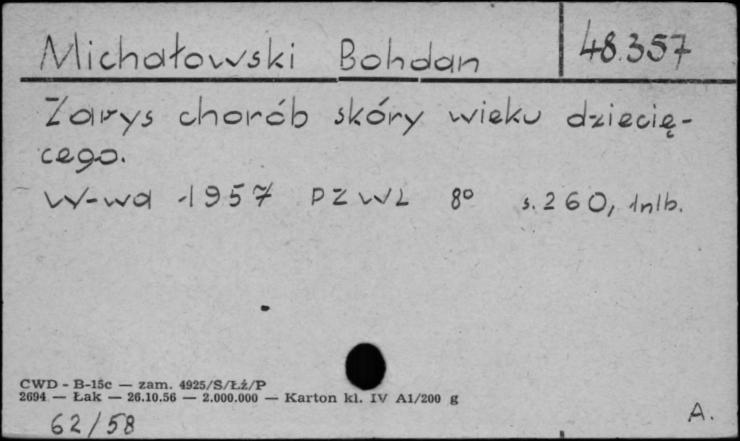 Michałowski Bohdan 48.357
Zarys chorób skóry wieku dziecię-
cego.
W-wa 1957 PZWL 8° s. 260, 1nlb.
CWD - B-15c — zam. 4925/S/Łż/P
2694 — Łak — 26.10.56 — 2.000.000 — Karton kl. IV A1/200 g
62/58 A.